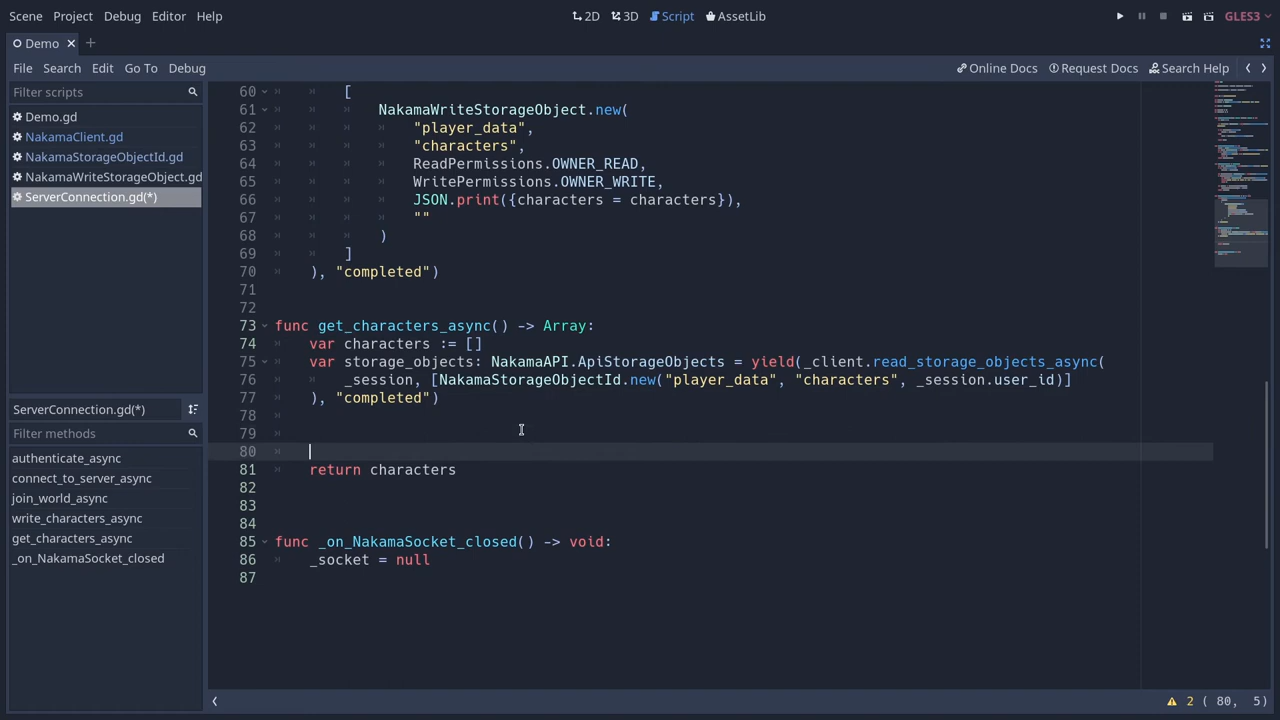 Scene Project Debug Editor Help 2D 3D Script AssetLib GLES3
Demo
File Search Edit Go To Debug Online Docs Request Docs Search Help
Filter scripts
Demo.gd
NakamaClient.gd
NakamaStorageObjectId.gd
NakamaWriteStorageObject.gd
ServerConnection.gd(*)
ServerConnection.gd(*)
Filter methods
authenticate_async
connect_to_server_async
join_world_async
write_characters_async
get_characters_async
_on_NakamaSocket_closed
60 [
61 NakamaWriteStorageObject.new(
62 "player_data",
63 "characters",
64 ReadPermissions.OWNER_READ,
65 WritePermissions.OWNER_WRITE,
66 JSON.print({characters = characters}),
67 ""
68 )
69 ]
70 ), "completed")
71
72
73 func get_characters_async() -> Array:
74 var characters := []
75 var storage_objects: NakamaAPI.ApiStorageObjects = yield(_client.read_storage_objects_async(
76 _session, [NakamaStorageObjectId.new("player_data", "characters", _session.user_id)]
77 ), "completed")
78
79
80
81 return characters
82
83
84
85 func _on_NakamaSocket_closed() -> void:
86 _socket = null
87
2 ( 80, 5)